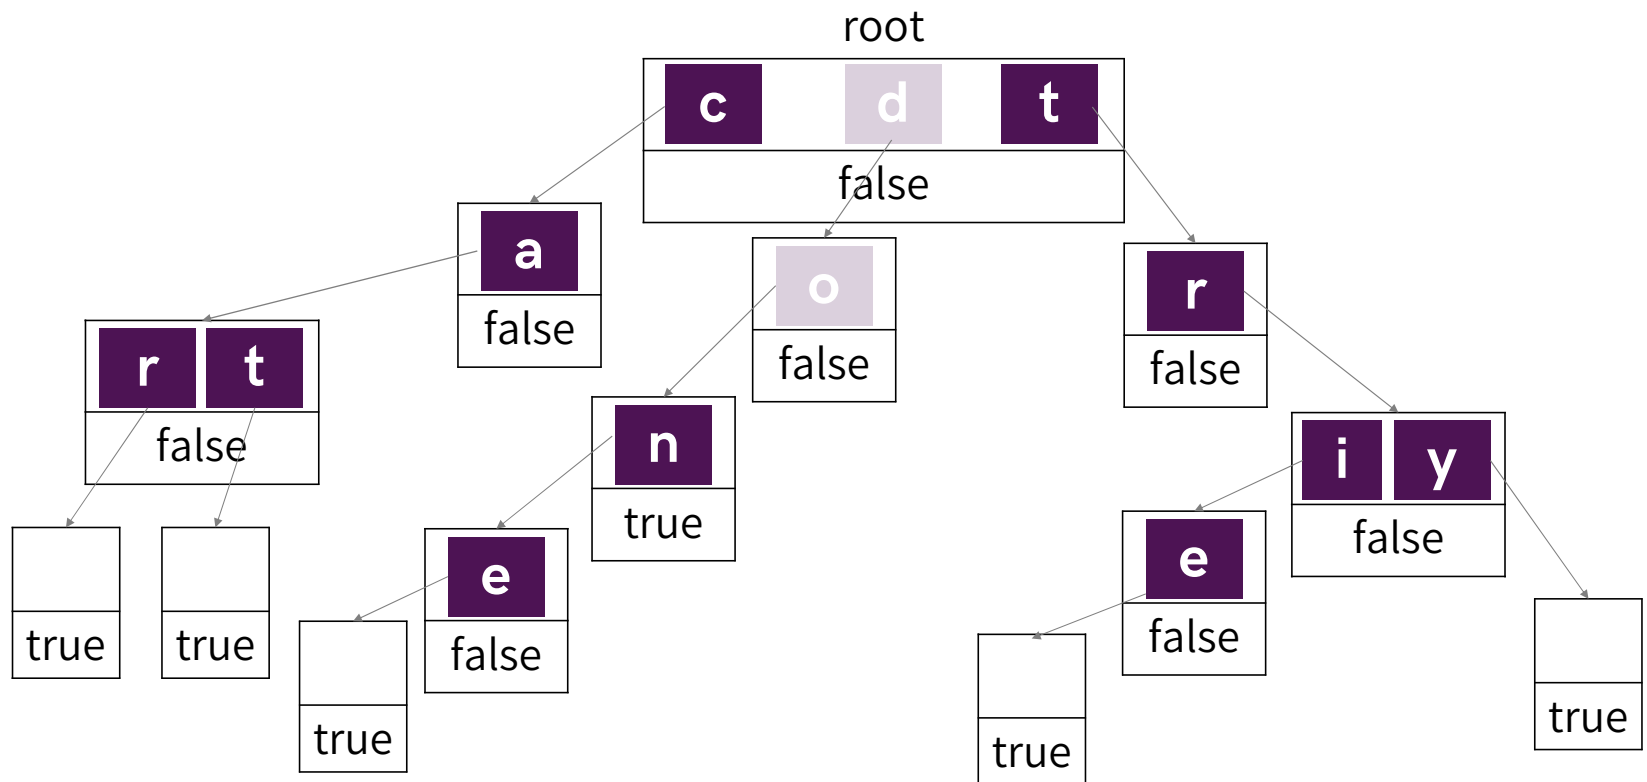 root
c d t
false
a
false
o
false
r
false
r t
false
n
true
i y
false
e
false
e
false
true
true
true
true
true